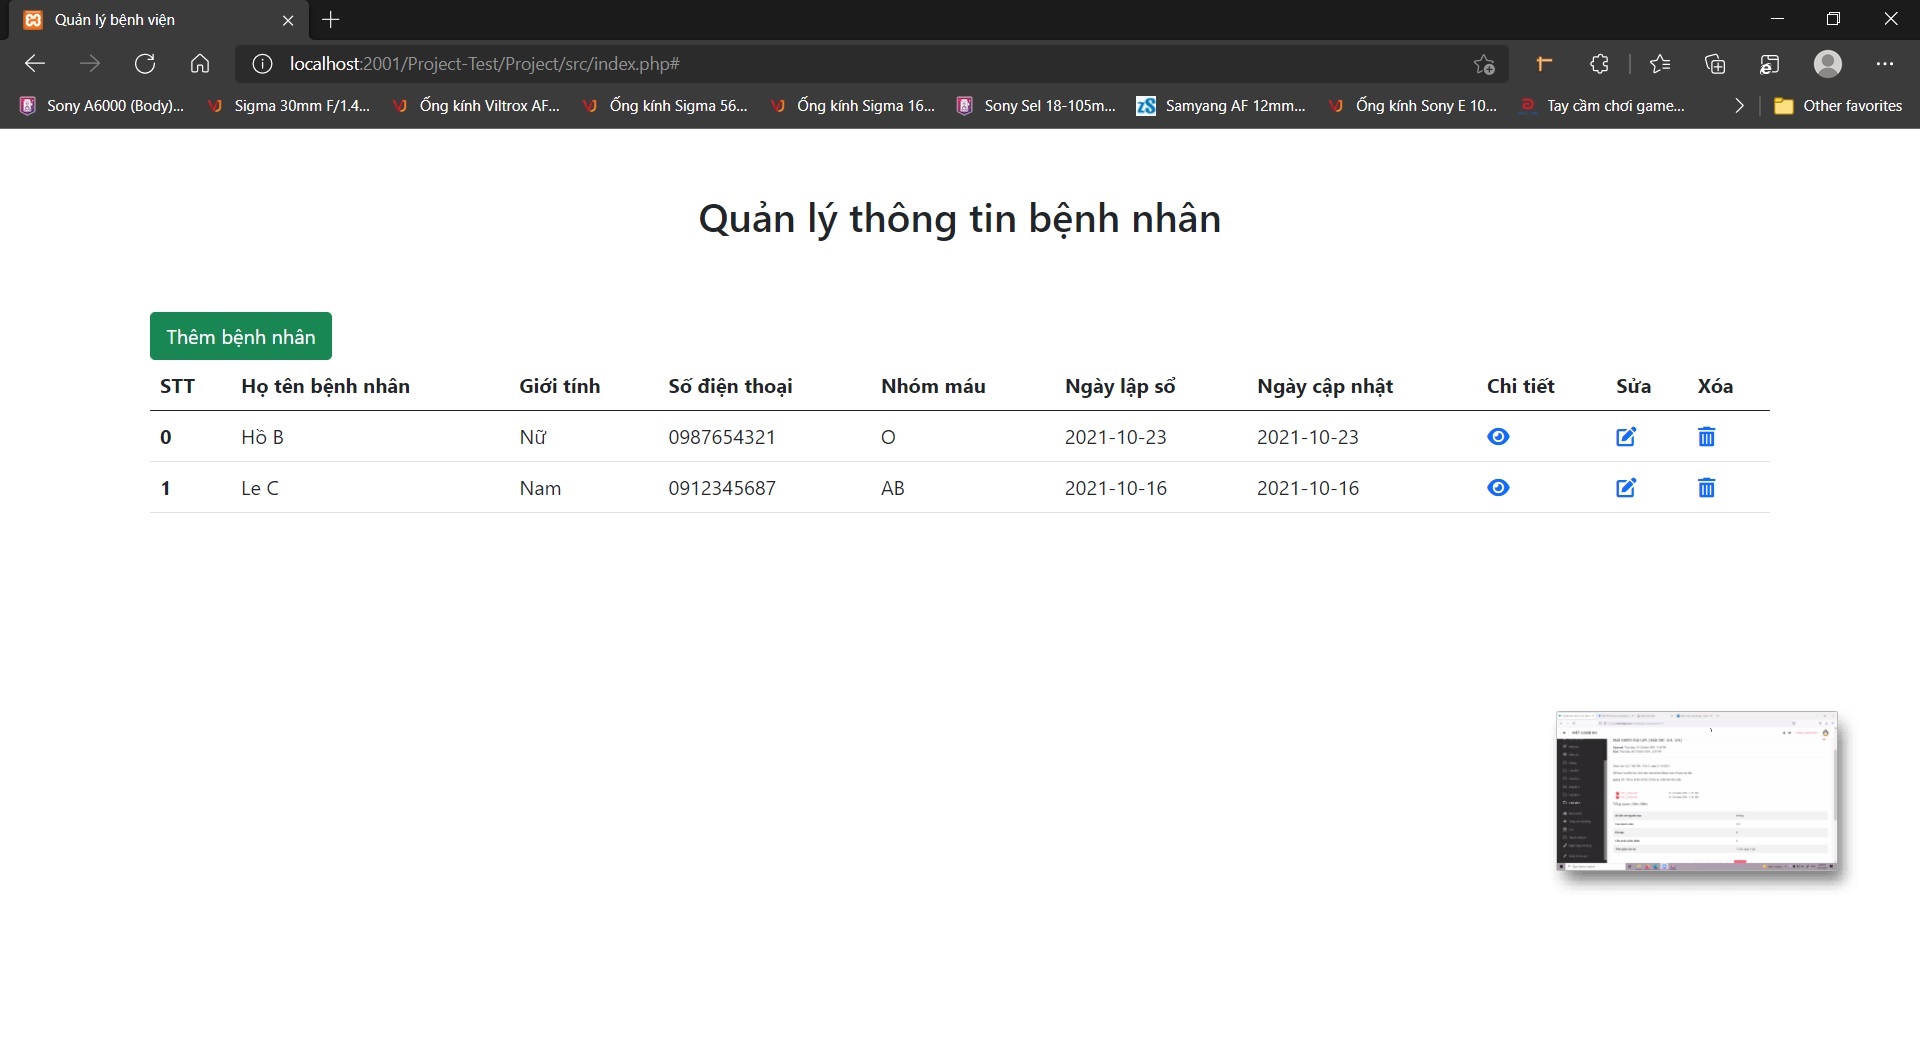 Quản lý bệnh viện
localhost:2001/Project-Test/Project/src/index.php#
Sony A6000 (Body)... Sigma 30mm F/1.4... Ống kính Viltrox AF... Ống kính Sigma 56... Ống kính Sigma 16... Sony Sel 18-105m... Samyang AF 12mm... Ống kính Sony E 10... Tay cầm chơi game... Other favorites
Quản lý thông tin bệnh nhân
Thêm bệnh nhân
STT Họ tên bệnh nhân Giới tính Số điện thoại Nhóm máu Ngày lập sổ Ngày cập nhật Chi tiết Sửa Xóa
0 Hồ B Nữ 0987654321 O 2021-10-23 2021-10-23
1 Le C Nam 0912345687 AB 2021-10-16 2021-10-16